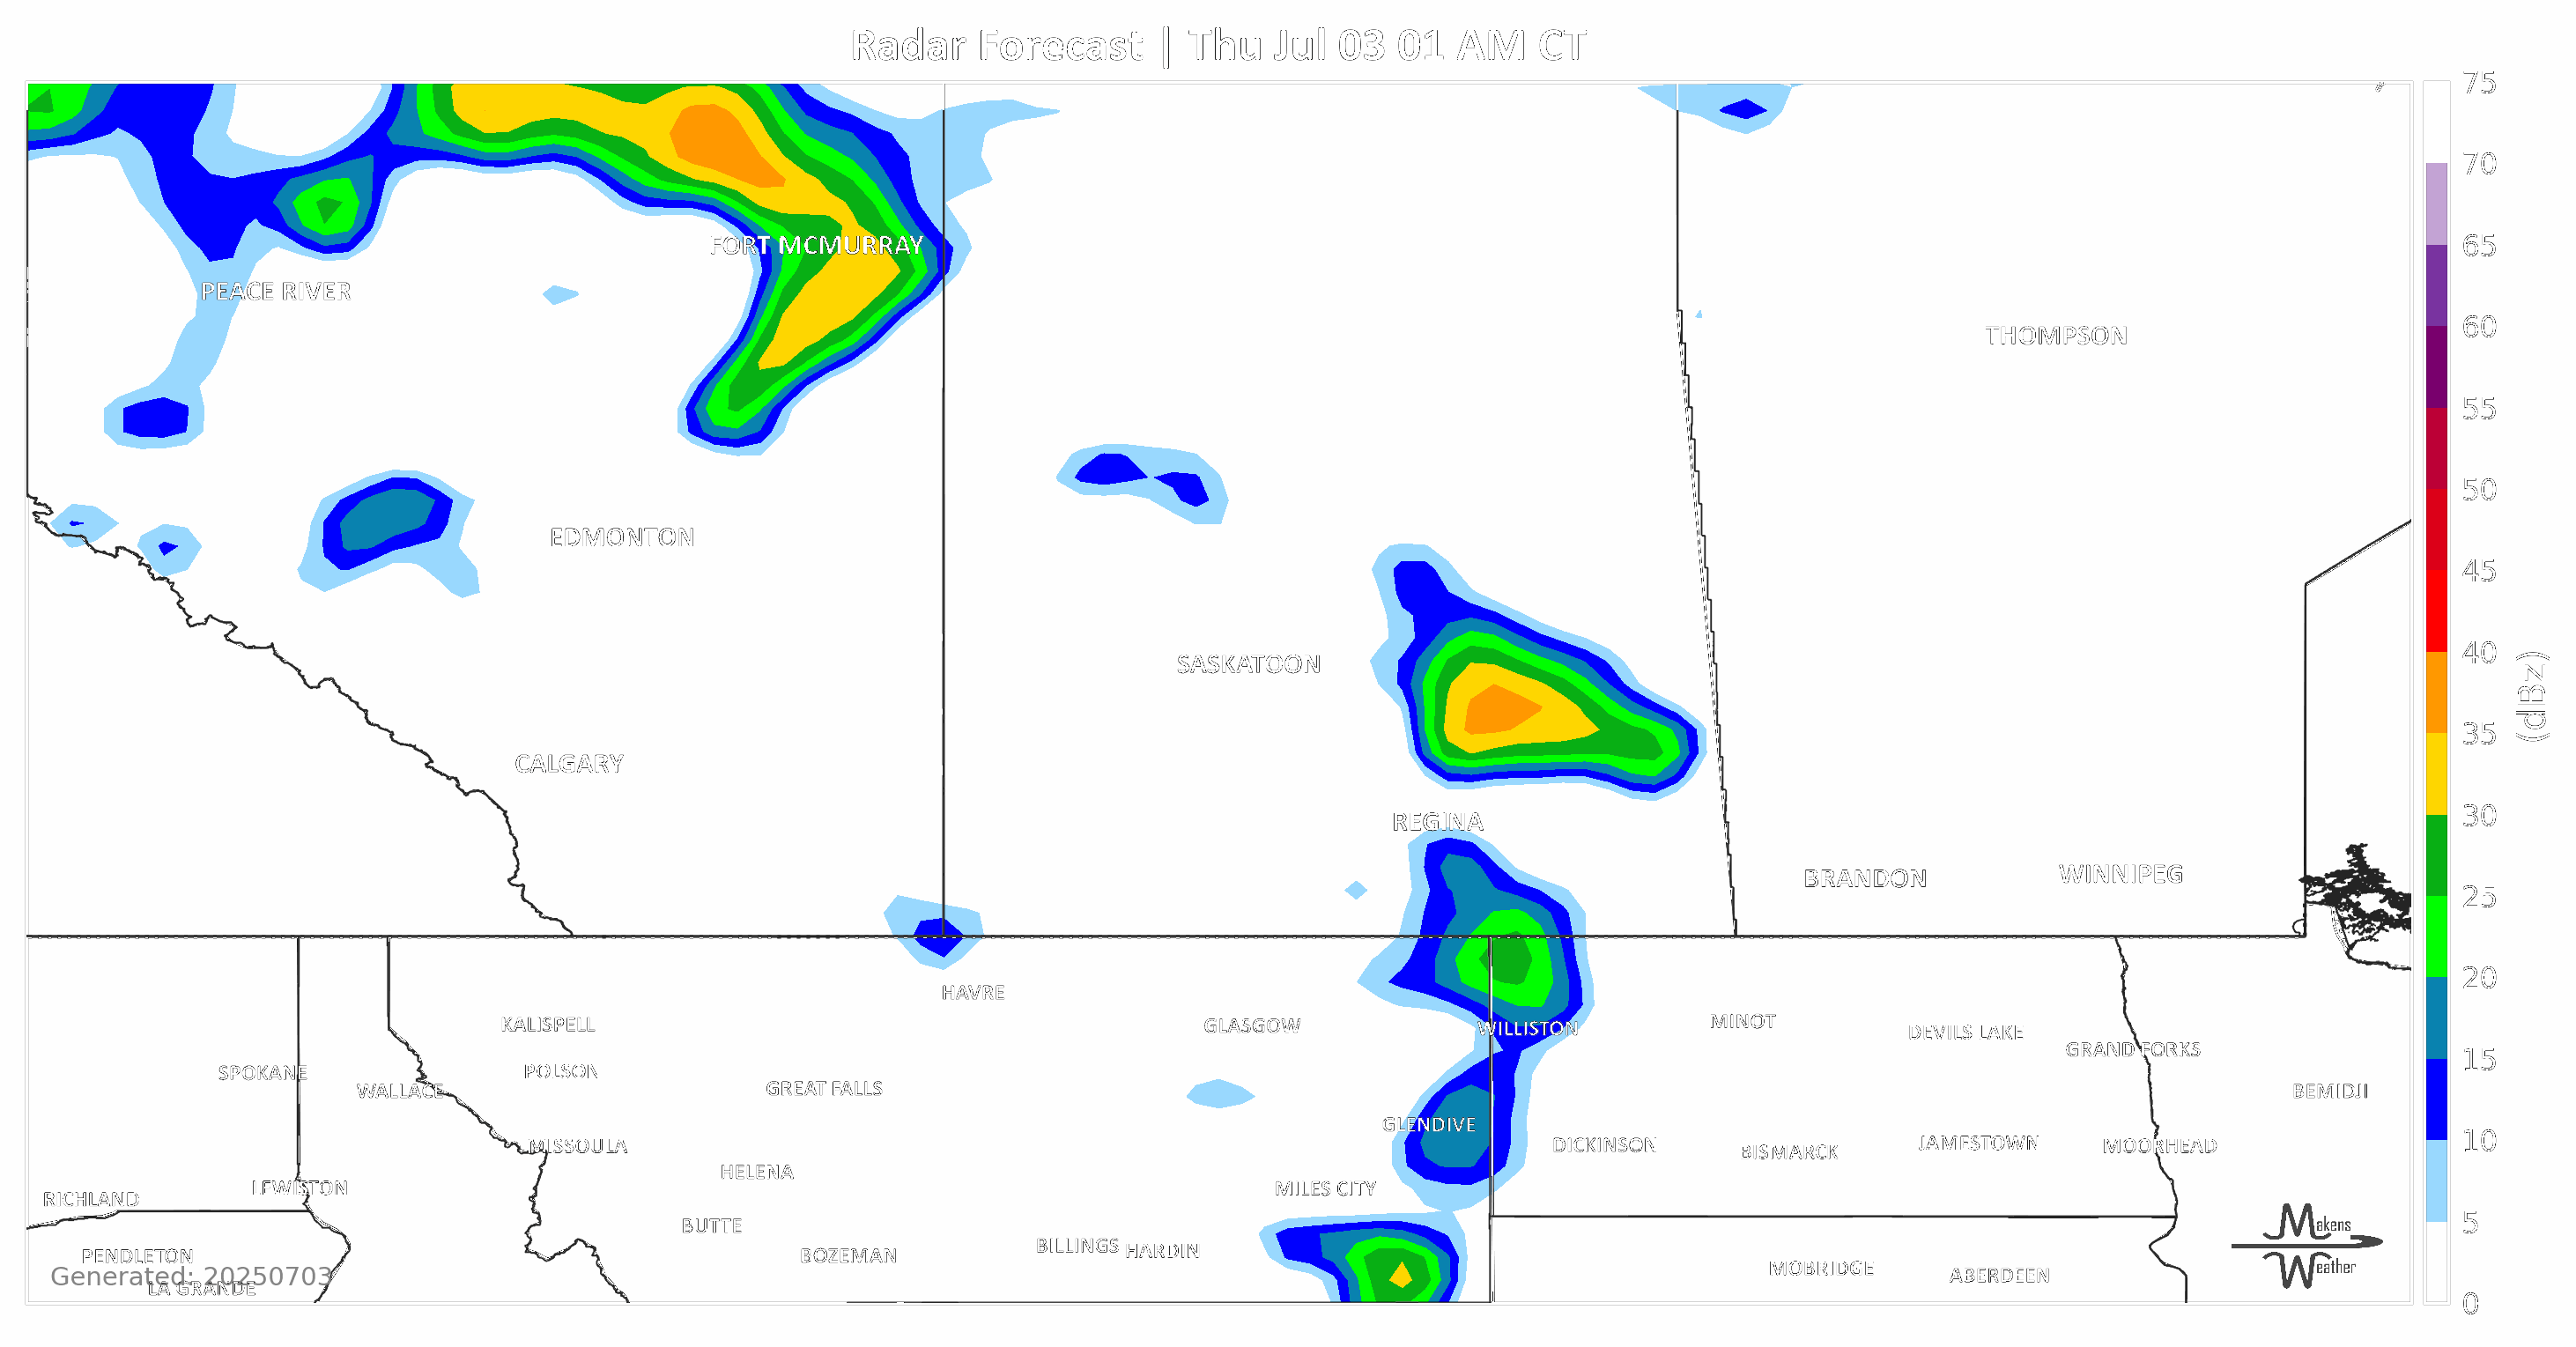 Radar Forecast | Thu Jul 03 01 AM CT
75
70
65
60
55
50
45
40
35
30
25
20
15
10
5
0
(dBz)
FORT MCMURRAY
PEACE RIVER
THOMPSON
EDMONTON
SASKATOON
CALGARY
REGINA
BRANDON
WINNIPEG
HAVRE
KALISPELL
GLASGOW
WILLISTON
MINOT
DEVILS LAKE
GRAND FORKS
SPOKANE
POLSON
WALLACE
GREAT FALLS
BEMIDJI
GLENDIVE
MISSOULA
DICKINSON
BISMARCK
JAMESTOWN
MOORHEAD
HELENA
LEWISTON
MILES CITY
RICHLAND
BUTTE
BILLINGS
HARDIN
BOZEMAN
PENDLETON
MOBRIDGE
ABERDEEN
Generated: 20250703
LA GRANDE
Makens
Weather